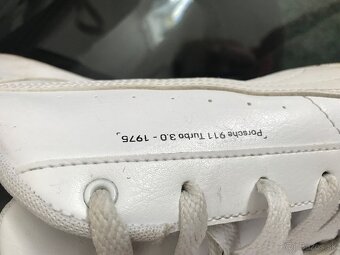 „Porsche 911 Turbo 3.0 - 1975„